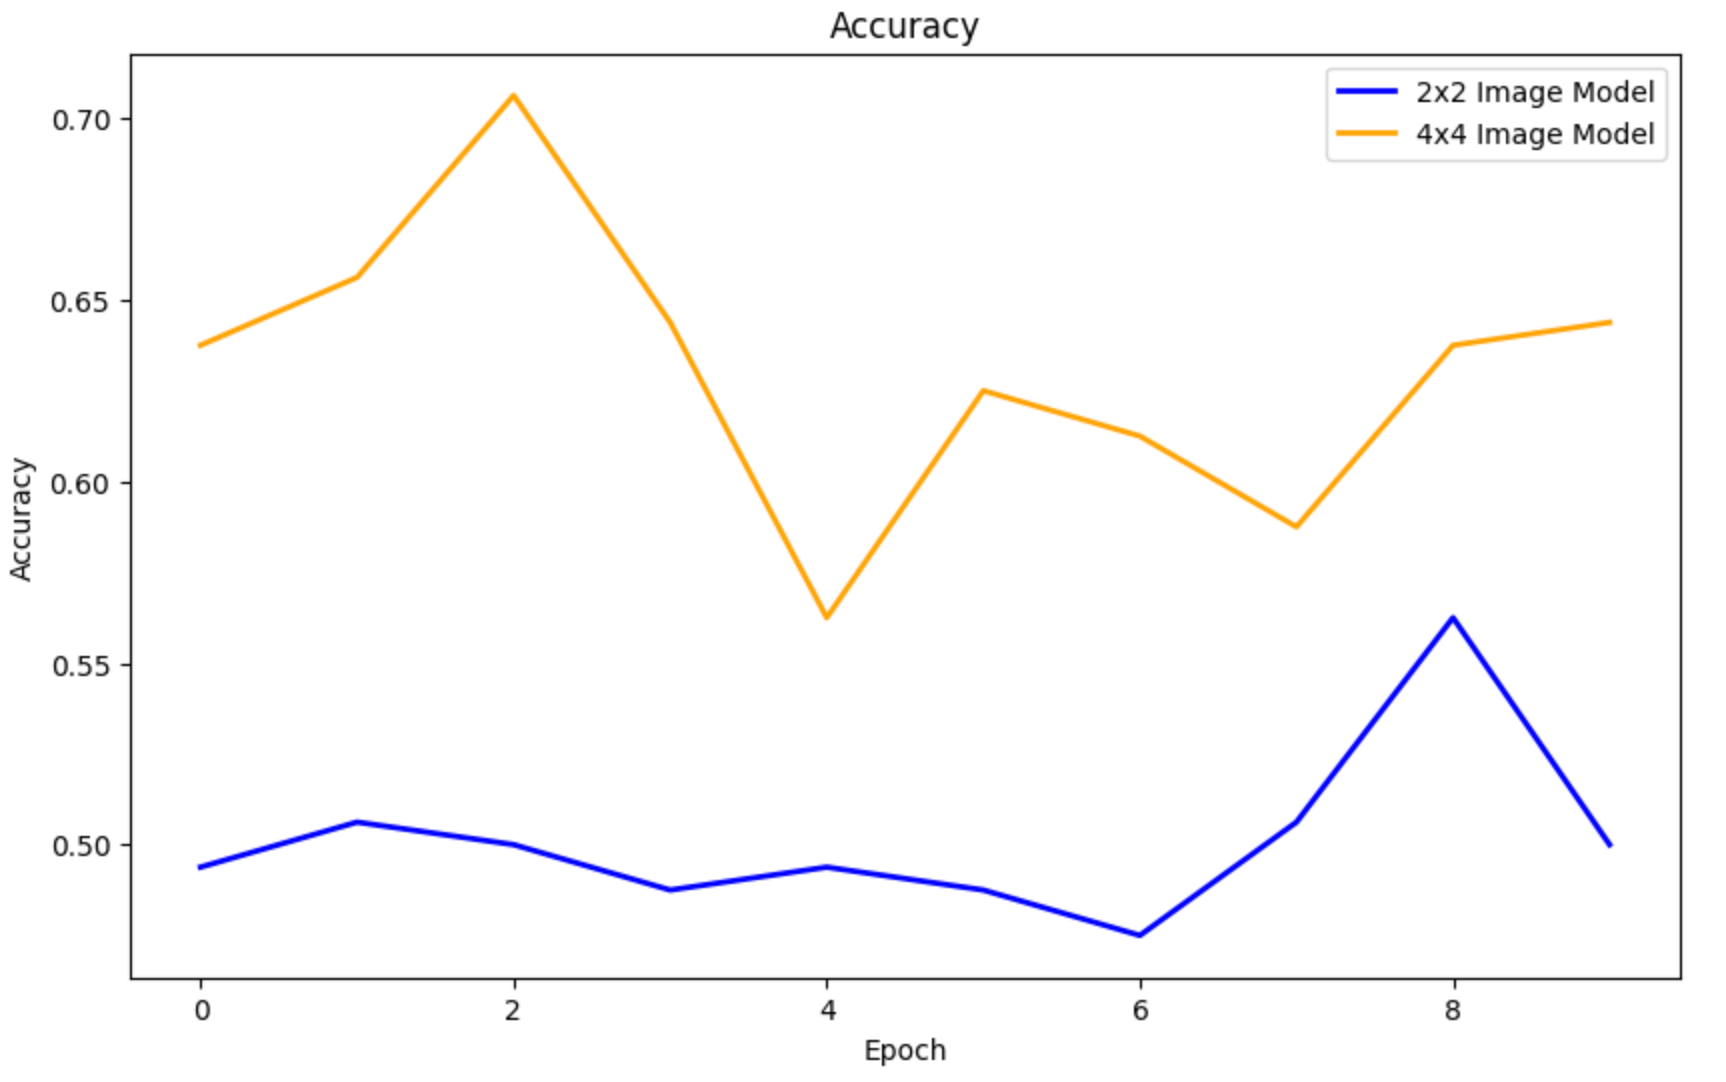 Accuracy
2x2 Image Model
4x4 Image Model
0.70
0.65
0.60
0.55
0.50
Accuracy
0 2 4 6 8
Epoch